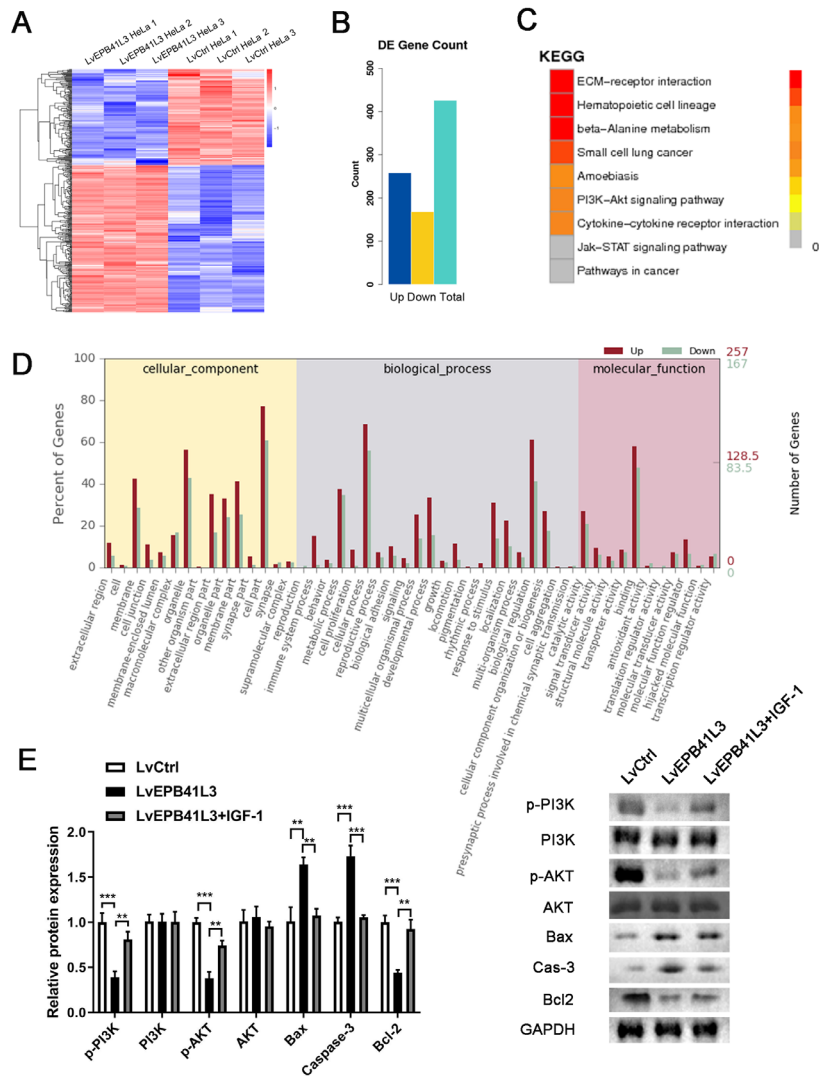 A
LvEPB41L3 HeLa 1
LvEPB41L3 HeLa 2
LvEPB41L3 HeLa 3
LvCtrl HeLa 1
LvCtrl HeLa 2
LvCtrl HeLa 3
1
0
−1
B
DE Gene Count
500
400
300
200
100
0
Count
Up Down Total
C
KEGG
ECM−receptor interaction
Hematopoietic cell lineage
beta−Alanine metabolism
Small cell lung cancer
Amoebiasis
PI3K−Akt signaling pathway
Cytokine−cytokine receptor interaction
Jak−STAT signaling pathway
Pathways in cancer
0
D
Up
Down
cellular_component
biological_process
molecular_function
100
80
60
40
20
0
Percent of Genes
257
167
128.5
83.5
0
0
Number of Genes
extracellular region
cell
membrane
cell junction
membrane-enclosed lumen
macromolecular complex
organelle
other organism part
extracellular region part
organelle part
membrane part
synapse part
cell part
synapse
supramolecular complex
reproduction
immune system process
behavior
metabolic process
cell proliferation
cellular process
reproductive process
biological adhesion
signaling
multicellular organismal process
developmental process
growth
locomotion
pigmentation
rhythmic process
response to stimulus
localization
multi-organism process
biological regulation
cellular component organization or biogenesis
cell aggregation
presynaptic process involved in chemical synaptic transmission
catalytic activity
signal transducer activity
structural molecule activity
transporter activity
binding
antioxidant activity
translation regulator activity
molecular transducer activity
molecular function regulator
hijacked molecular function
transcription regulator activity
E
LvCtrl
LvEPB41L3
LvEPB41L3+IGF-1
Relative protein expression
2.0
1.5
1.0
0.5
0.0
*** ** *** ** ** ** *** *** *** **
p-PI3K
PI3K
p-AKT
AKT
Bax
Caspase-3
Bcl-2
LvCtrl
LvEPB41L3
LvEPB41L3+IGF-1
p-PI3K
PI3K
p-AKT
AKT
Bax
Cas-3
Bcl2
GAPDH